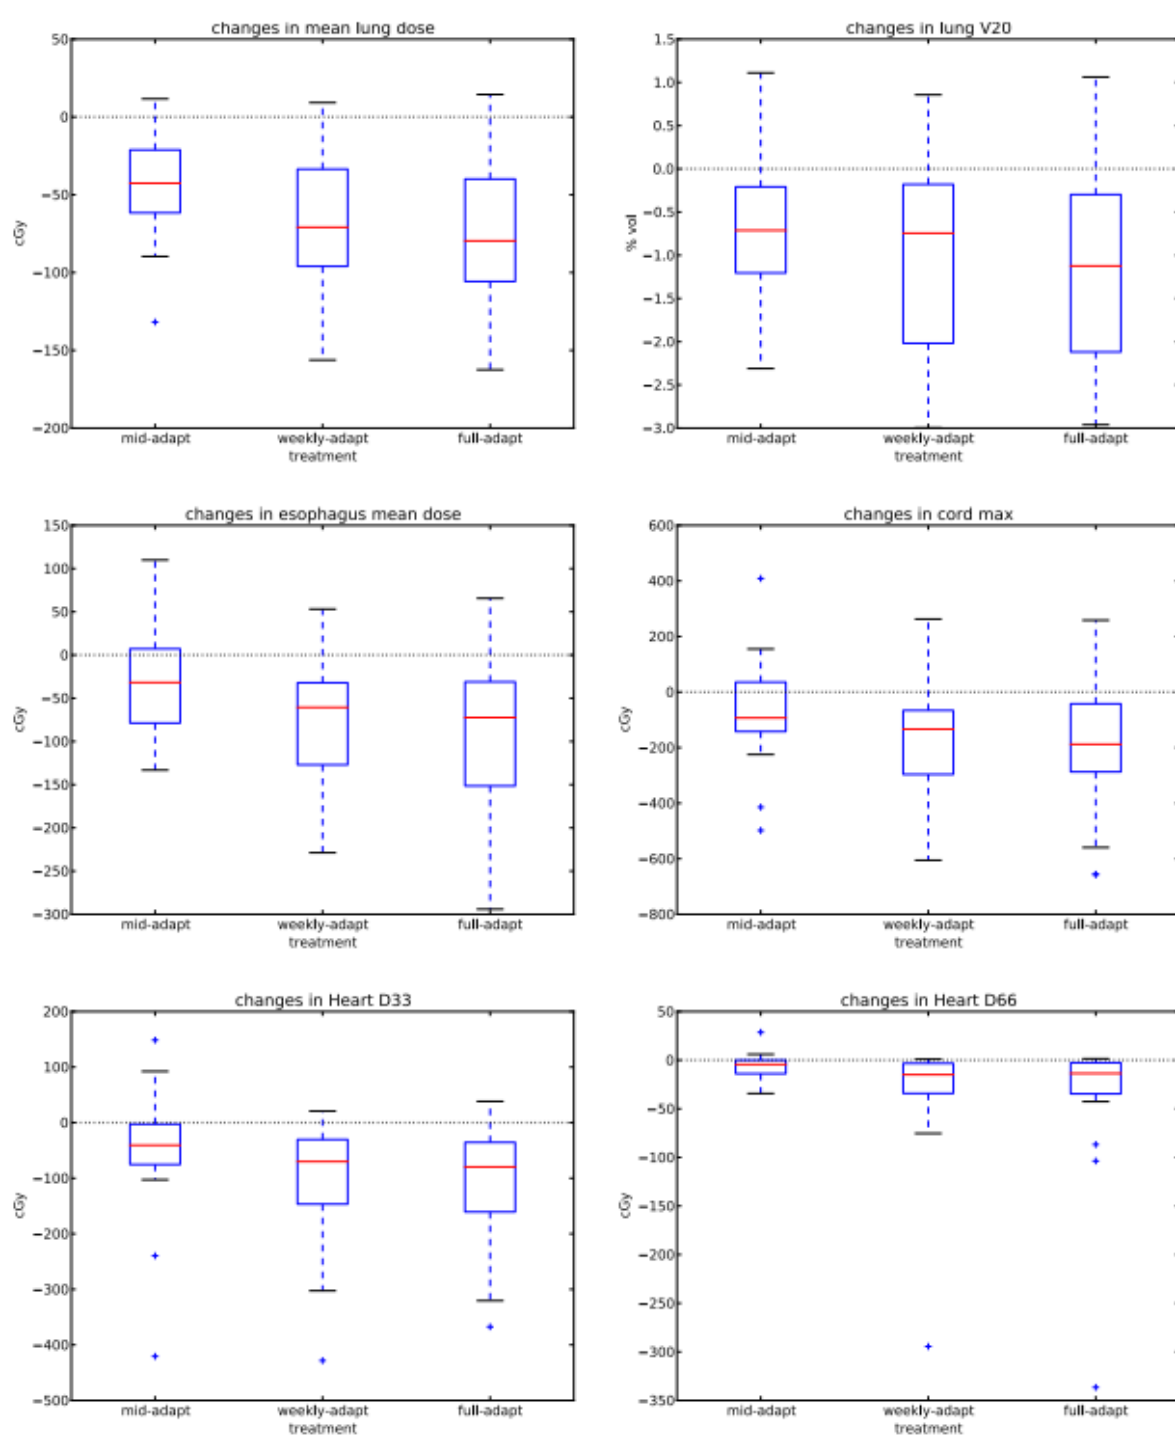 changes in mean lung dose
50
0
−50
−100
−150
−200
cGy
mid-adapt weekly-adapt full-adapt
treatment
changes in lung V20
1.5
1.0
0.5
0.0
−0.5
−1.0
−1.5
−2.0
−2.5
−3.0
% vol
mid-adapt weekly-adapt full-adapt
treatment
changes in esophagus mean dose
150
100
50
0
−50
−100
−150
−200
−250
−300
cGy
mid-adapt weekly-adapt full-adapt
treatment
changes in cord max
600
400
200
0
−200
−400
−600
−800
cGy
mid-adapt weekly-adapt full-adapt
treatment
changes in Heart D33
200
100
0
−100
−200
−300
−400
−500
cGy
mid-adapt weekly-adapt full-adapt
treatment
changes in Heart D66
50
0
−50
−100
−150
−200
−250
−300
−350
cGy
mid-adapt weekly-adapt full-adapt
treatment